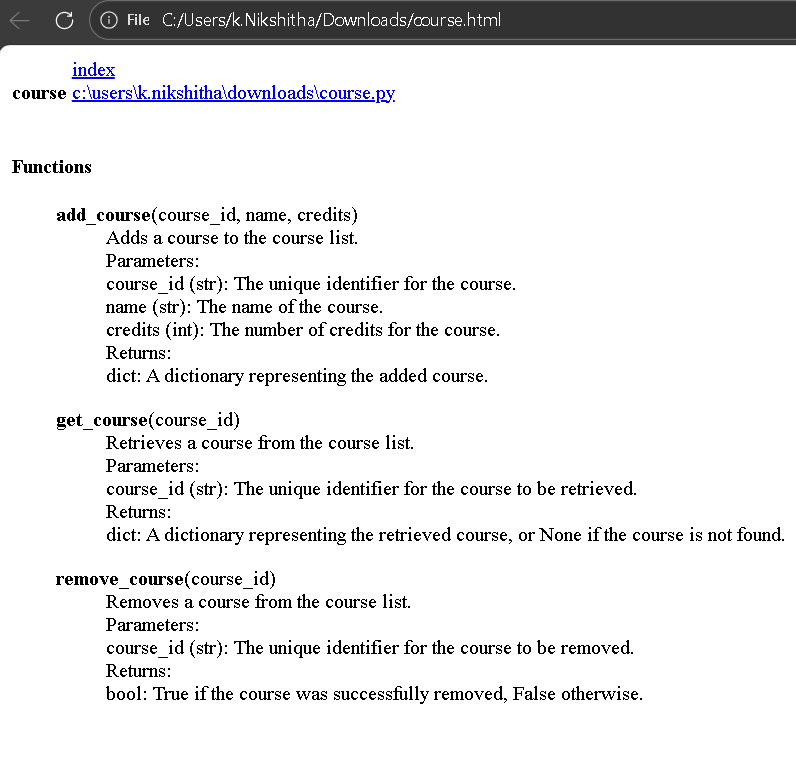 File C:/Users/k.Nikshitha/Downloads/course.html
index
course c:\users\k.nikshitha\downloads\course.py
Functions
add_course(course_id, name, credits)
Adds a course to the course list.
Parameters:
course_id (str): The unique identifier for the course.
name (str): The name of the course.
credits (int): The number of credits for the course.
Returns:
dict: A dictionary representing the added course.
get_course(course_id)
Retrieves a course from the course list.
Parameters:
course_id (str): The unique identifier for the course to be retrieved.
Returns:
dict: A dictionary representing the retrieved course, or None if the course is not found.
remove_course(course_id)
Removes a course from the course list.
Parameters:
course_id (str): The unique identifier for the course to be removed.
Returns:
bool: True if the course was successfully removed, False otherwise.